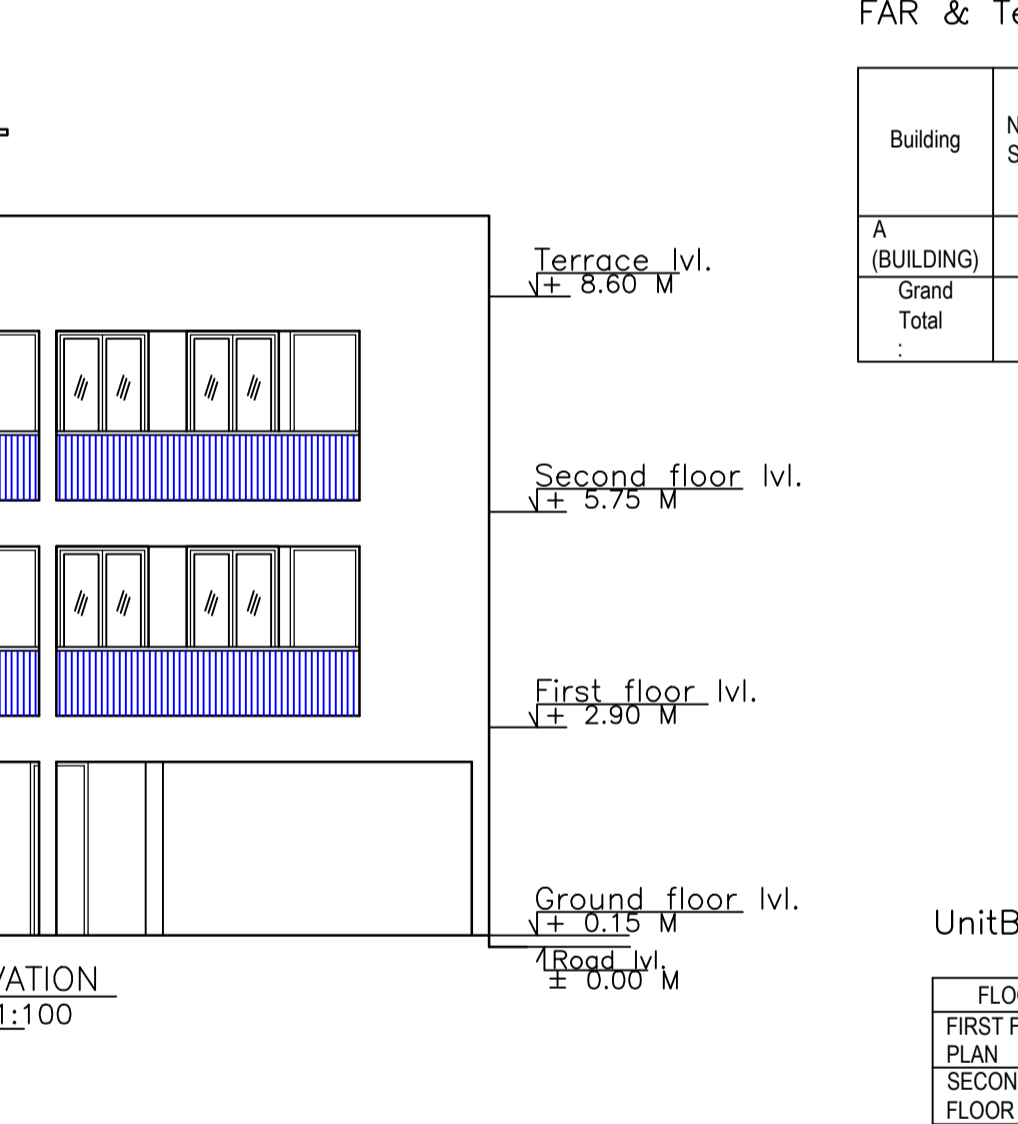 FAR &
Building
A
(BUILDING)
Grand
Total
:
Terrace lvl.
+ 8.60 M
Second floor lvl.
+ 5.75 M
First floor lvl.
+ 2.90 M
Ground floor lvl.
+ 0.15 M
Road lvl.
± 0.00 M
VATION
1:100
UnitB
FLO
FIRST F
PLAN
SECON
FLOOR